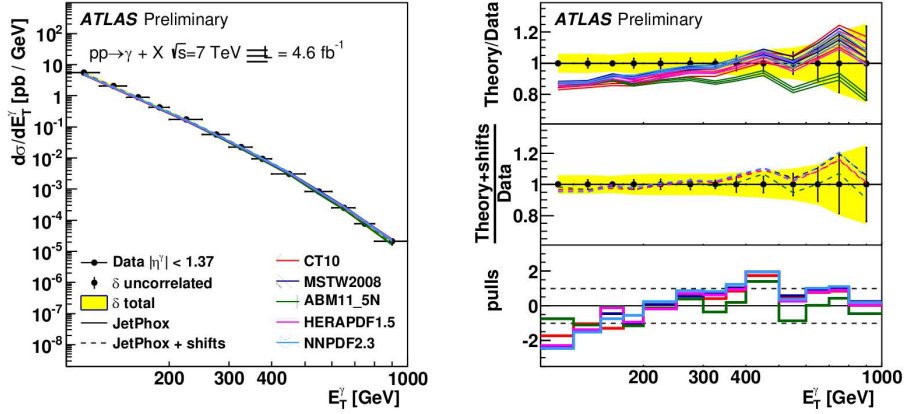 ATLAS Preliminary
pp→γ + X √s=7 TeV L = 4.6 fb⁻¹
dσ/dE_T^γ [pb / GeV]
10²
10
1
10⁻¹
10⁻²
10⁻³
10⁻⁴
10⁻⁵
10⁻⁶
10⁻⁷
10⁻⁸
Data |η^γ| < 1.37
δ uncorrelated
δ total
JetPhox
JetPhox + shifts
CT10
MSTW2008
ABM11_5N
HERAPDF1.5
NNPDF2.3
200 300 400 1000
E_T^γ [GeV]
ATLAS Preliminary
Theory/Data
1.2
1
0.8
Theory+shifts
Data
1.2
1
0.8
pulls
2
0
-2
200 300 400 1000
E_T^γ [GeV]